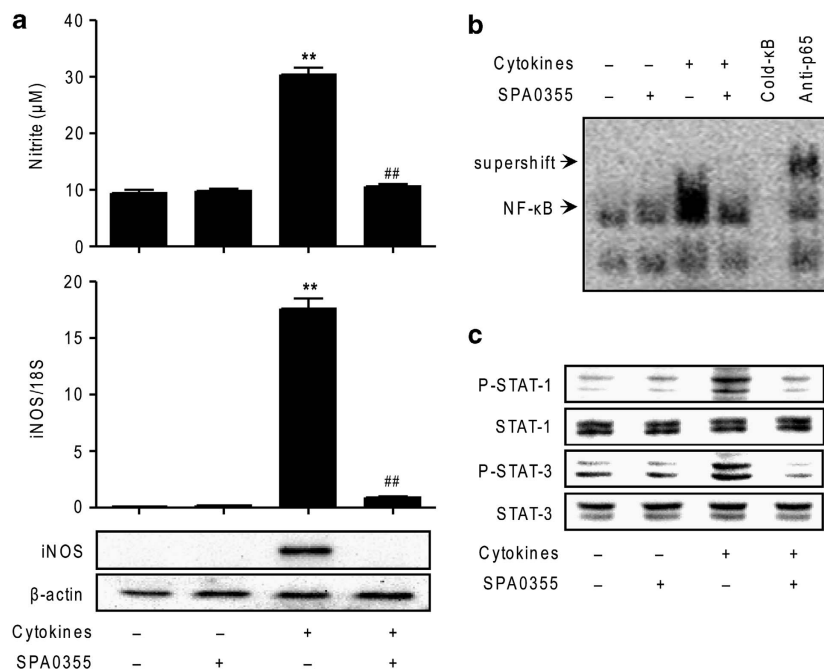 a
40
30
20
10
0
Nitrite (μM)
**
##
20
15
10
5
0
iNOS/18S
**
##
iNOS
β-actin
Cytokines – – + +
SPA0355 – + – +
b
Cytokines – – + + Cold-κB Anti-p65
SPA0355 – + – +
supershift
NF-κB
c
P-STAT-1
STAT-1
P-STAT-3
STAT-3
Cytokines – – + +
SPA0355 – + – +